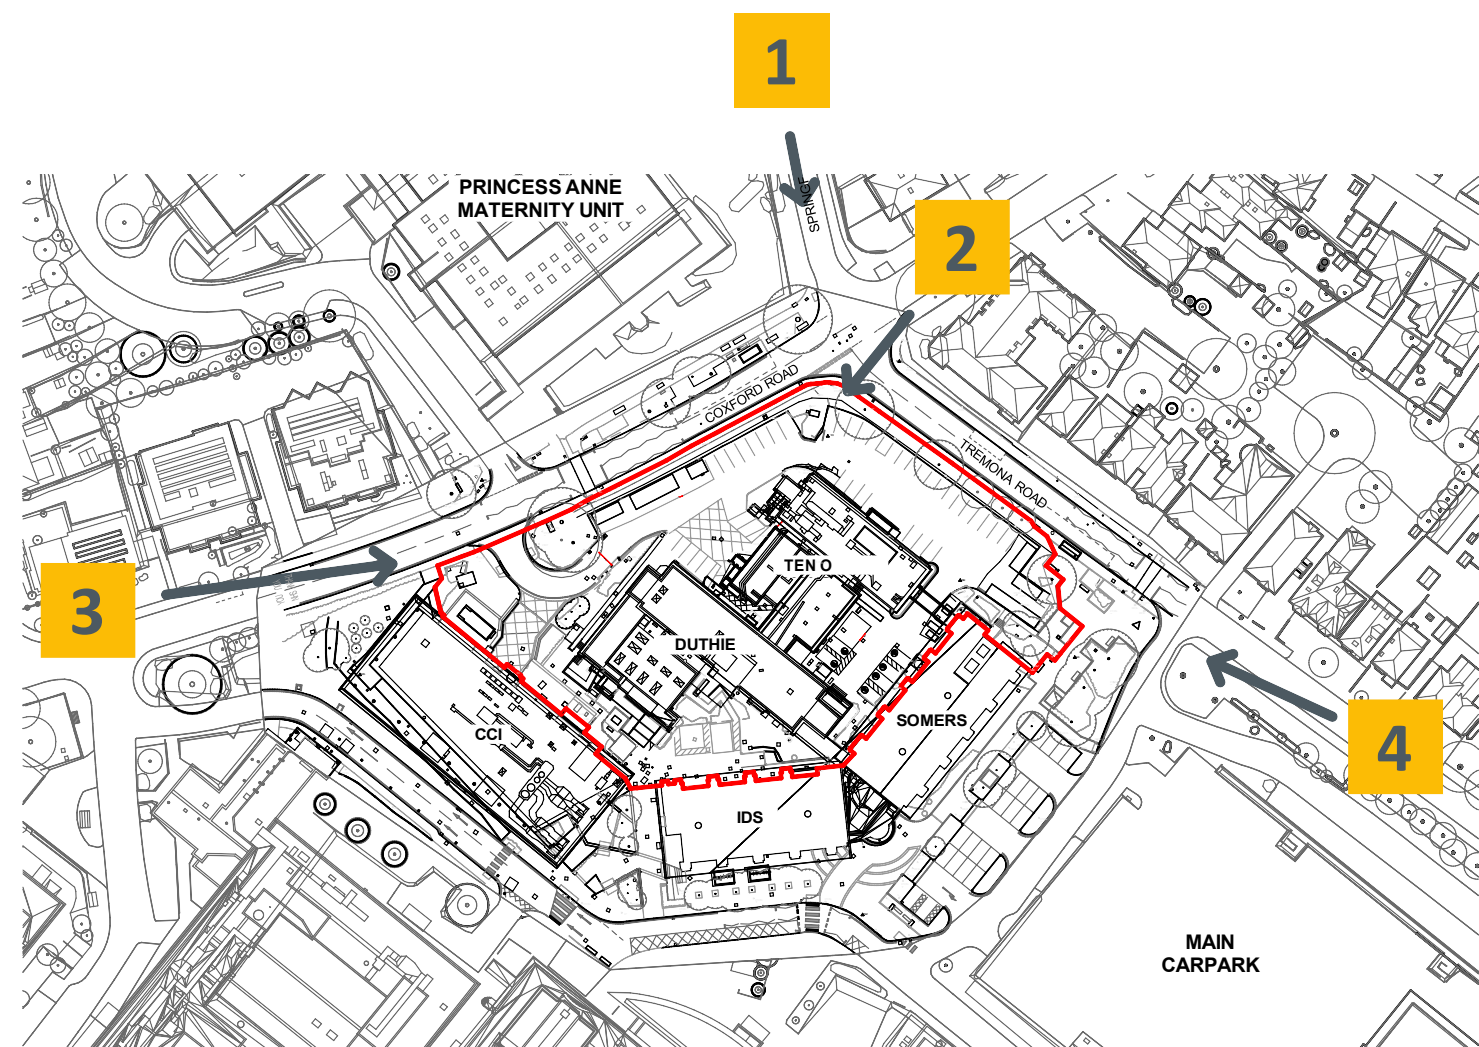 1
PRINCESS ANNE
MATERNITY UNIT
SPRINGF
2
COXFORD ROAD
TREMONA ROAD
TEN O
3
DUTHIE
SOMERS
CCI
4
IDS
MAIN
CARPARK